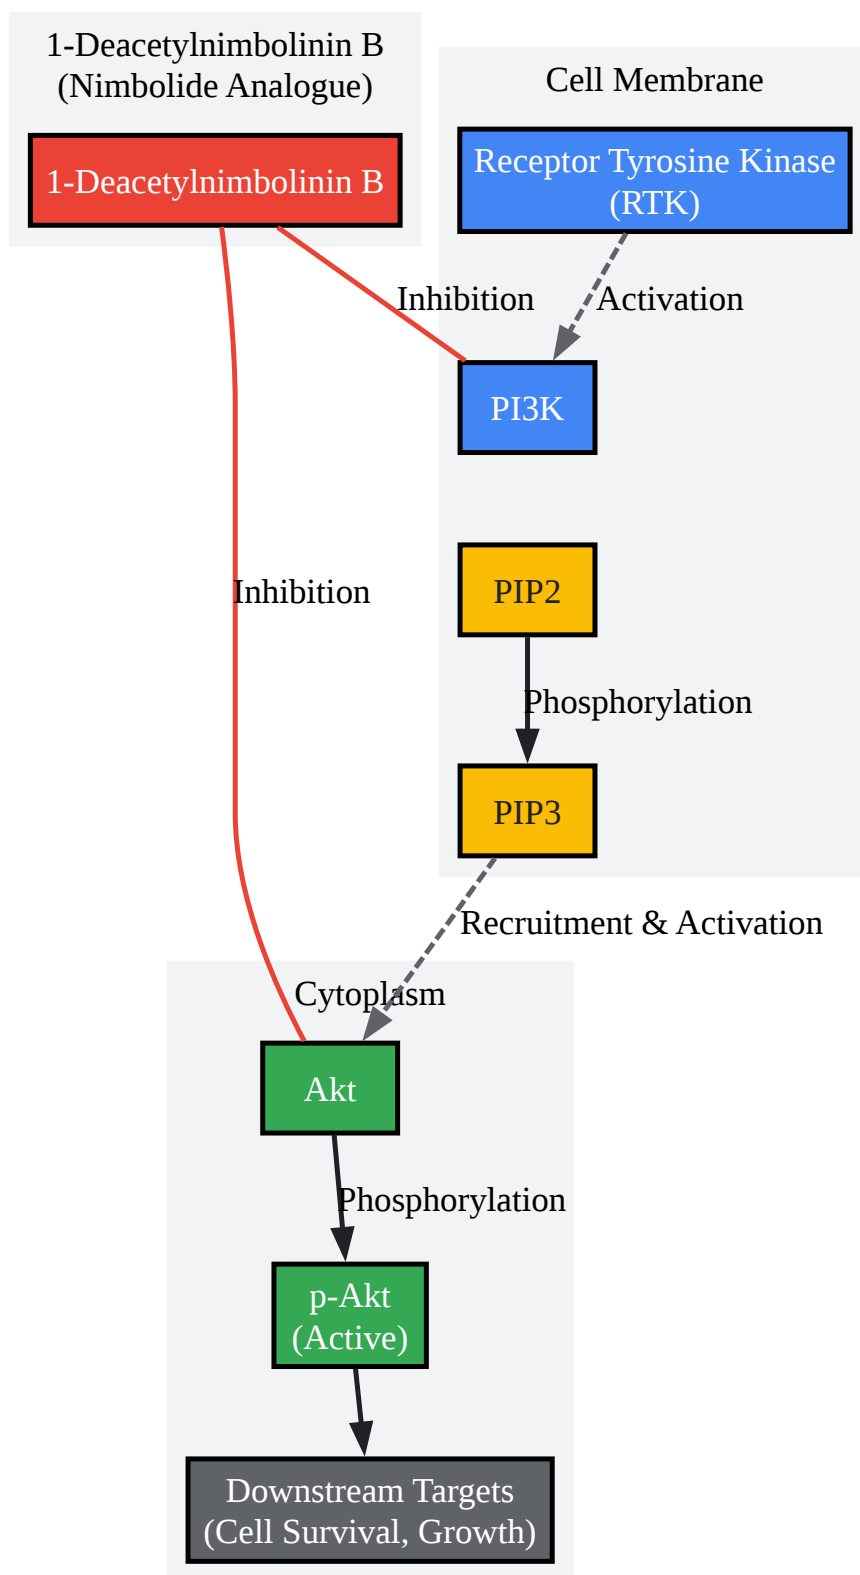 1-Deacetylnimbolinin B
(Nimbolide Analogue)
1-Deacetylnimbolinin B
Cell Membrane
Receptor Tyrosine Kinase
(RTK)
Inhibition
Activation
PI3K
Inhibition
PIP2
Phosphorylation
PIP3
Recruitment & Activation
Cytoplasm
Akt
Phosphorylation
p-Akt
(Active)
Downstream Targets
(Cell Survival, Growth)